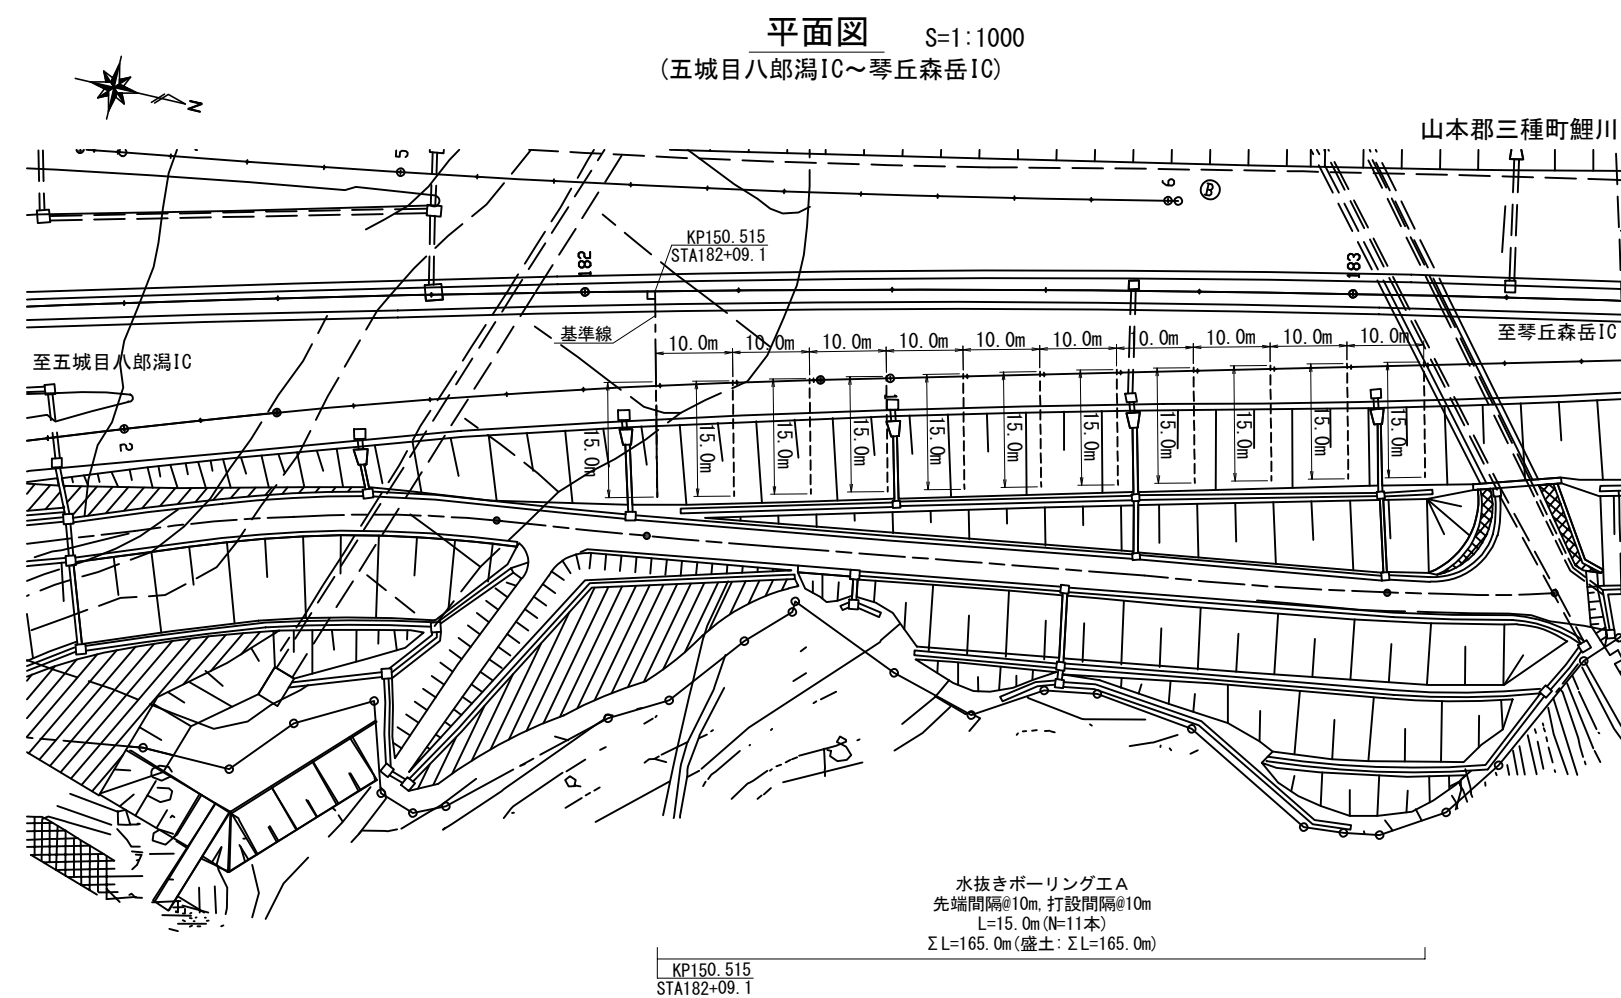 平面図 S=1:1000
(五城目八郎潟IC～琴丘森岳IC)
N
山本郡三種町鯉川
5
6
B
KP150.515
STA182+09.1
182
183
基準線
至五城目八郎潟IC
至琴丘森岳IC
10.0m 10.0m 10.0m 10.0m 10.0m 10.0m 0.0m 10.0m 10.0m 10.0m
2
1
15.0m 15.0m 15.0m 15.0m 15.0m 15.0m 15.0m 15.0m 15.0m 15.0m 15.0m
水抜きボーリング工A
先端間隔@10m, 打設間隔@10m
L=15.0m(N=11本)
ΣL=165.0m(盛土: ΣL=165.0m)
KP150.515
STA182+09.1